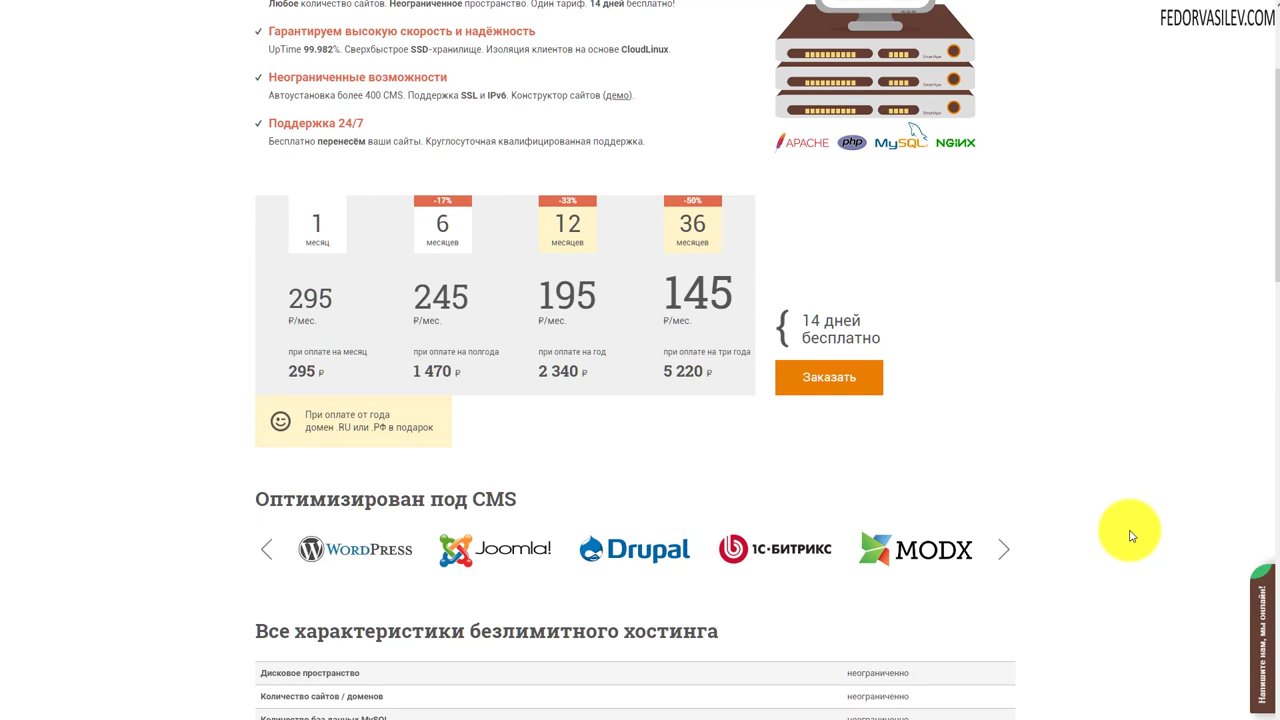 FEDORVASILEV.COM
Любое количество сайтов. Неограниченное пространство. Один тариф. 14 дней бесплатно!
Гарантируем высокую скорость и надёжность
UpTime 99.982%. Сверхбыстрое SSD-хранилище. Изоляция клиентов на основе CloudLinux.
Неограниченные возможности
Автоустановка более 400 CMS. Поддержка SSL и IPv6. Конструктор сайтов (демо).
Поддержка 24/7
Бесплатно перенесём ваши сайты. Круглосуточная квалифицированная поддержка.
APACHE php MySQL NGINX
-17% -33% -50%
1 6 12 36
месяц месяцев месяцев месяцев
295 245 195 145
₽/мес. ₽/мес. ₽/мес. ₽/мес.
при оплате на месяц при оплате на полгода при оплате на год при оплате на три года
295 ₽ 1 470 ₽ 2 340 ₽ 5 220 ₽
{ 14 дней
бесплатно
Заказать
При оплате от года
домен .RU или .РФ в подарок
Оптимизирован под CMS
WORDPRESS Joomla! Drupal 1С-БИТРИКС MODX
Напишите нам, мы онлайн!
Все характеристики безлимитного хостинга
Дисковое пространство неограниченно
Количество сайтов / доменов неограниченно
Количество баз данных MySQL неограниченно